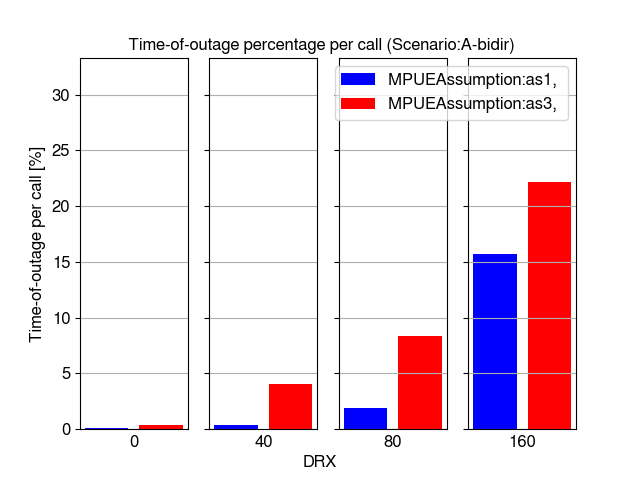 Time-of-outage percentage per call (Scenario:A-bidir)
MPUEAssumption:as1,
MPUEAssumption:as3,
Time-of-outage per call [%]
30
25
20
15
10
5
0
0
40
80
160
DRX